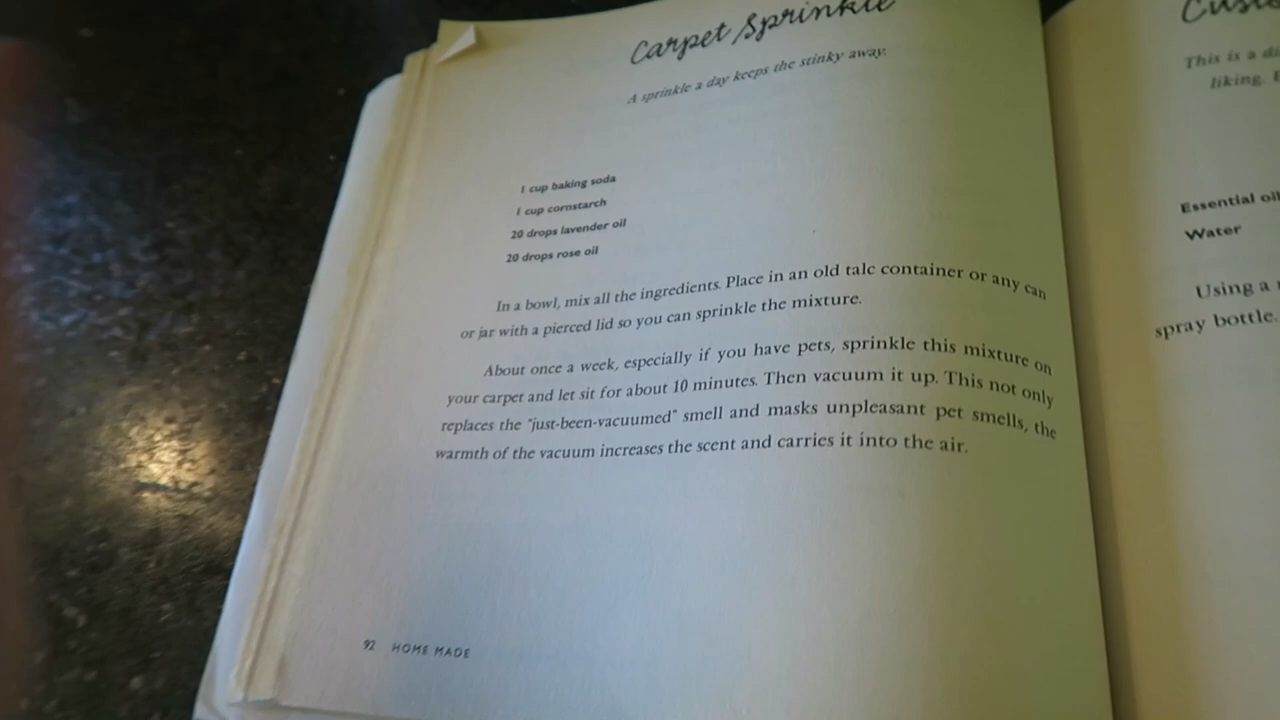 Carpet Sprinkle
A sprinkle a day keeps the stinky away.
1 cup baking soda
1 cup cornstarch
20 drops lavender oil
20 drops rose oil
In a bowl, mix all the ingredients. Place in an old talc container or any can
or jar with a pierced lid so you can sprinkle the mixture.
About once a week, especially if you have pets, sprinkle this mixture on
your carpet and let sit for about 10 minutes. Then vacuum it up. This not only
replaces the "just-been-vacuumed" smell and masks unpleasant pet smells, the
warmth of the vacuum increases the scent and carries it into the air.
92 HOME MADE
This is a
liking.
Essential oil
Water
Using a
spray bottle.